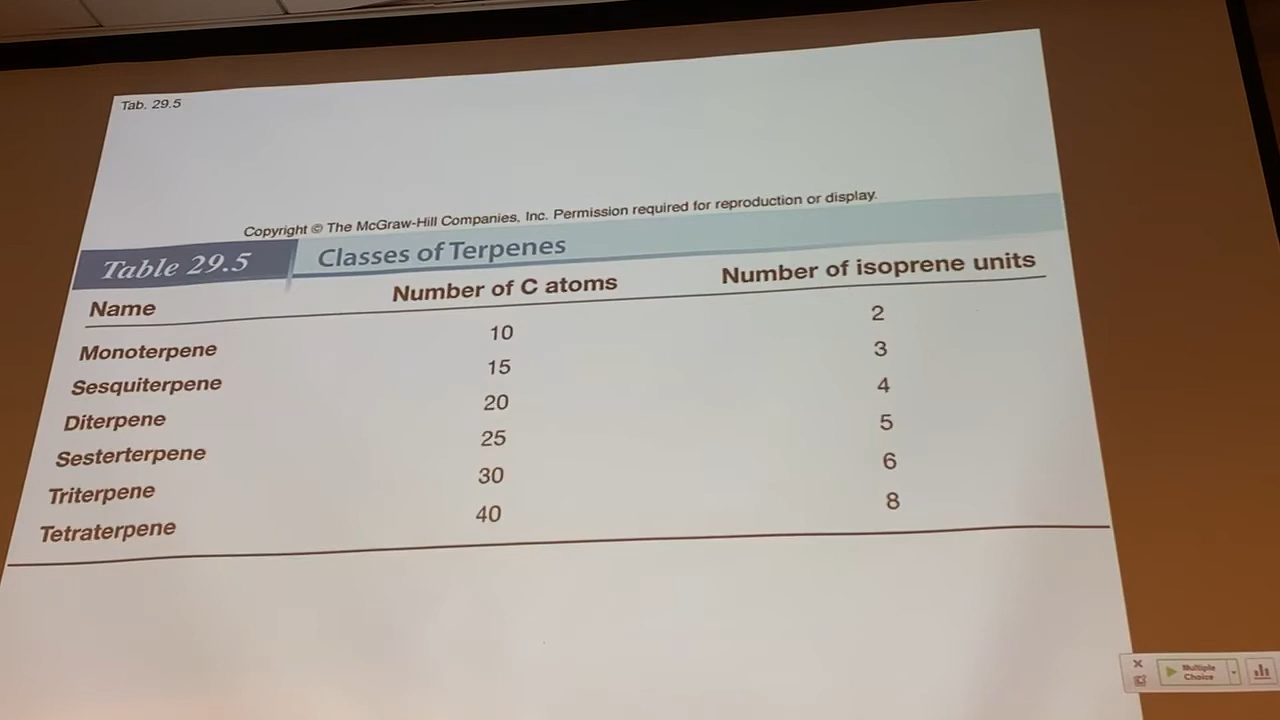 Tab. 29.5
Copyright © The McGraw-Hill Companies, Inc. Permission required for reproduction or display.
Table 29.5 Classes of Terpenes
Name Number of C atoms Number of isoprene units
Monoterpene 10 2
Sesquiterpene 15 3
Diterpene 20 4
Sesterterpene 25 5
Triterpene 30 6
Tetraterpene 40 8
Multiple
Choice